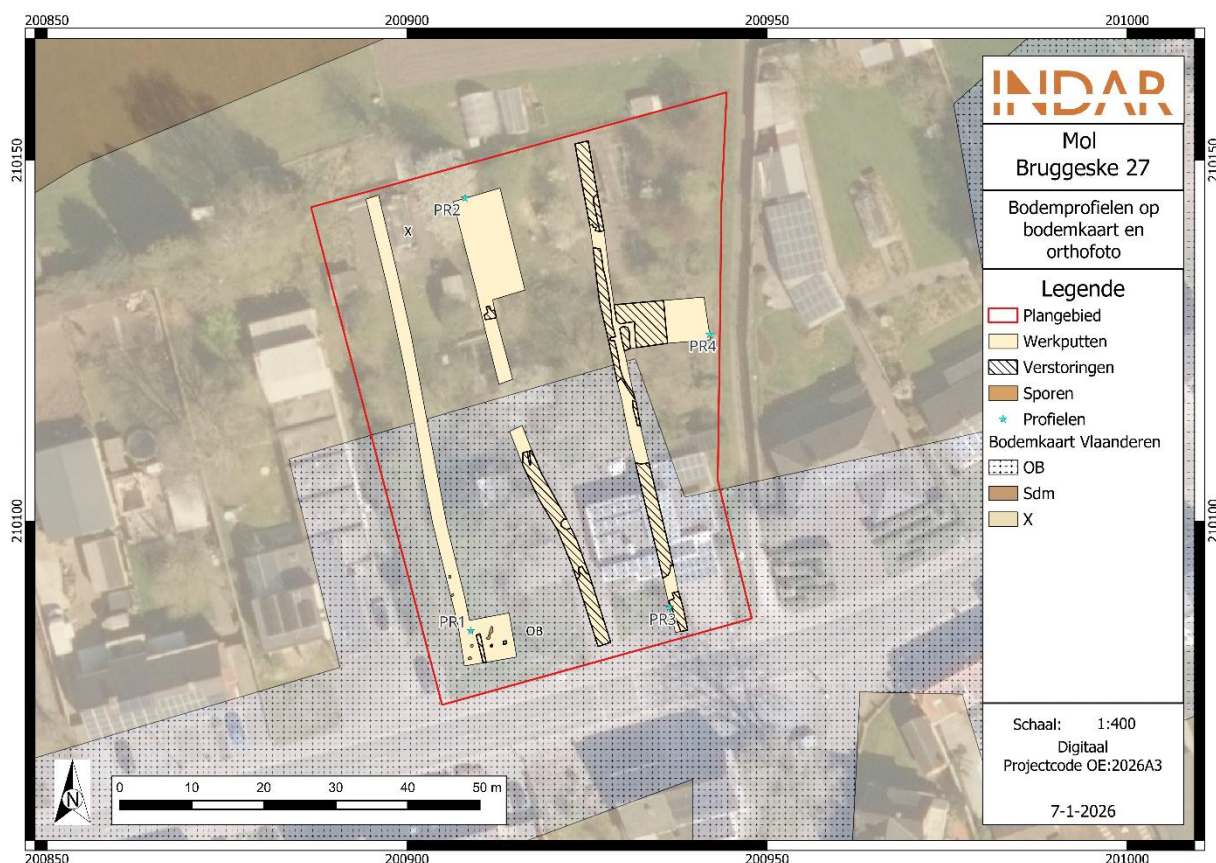 200850 200900 200950 201000
INDAR
Mol
Bruggeske 27
Bodemprofielen op
bodemkaart en
orthofoto
Legende
Plangebied
Werkputten
Verstoringen
Sporen
Profielen
Bodemkaart Vlaanderen
OB
Sdm
X
Schaal: 1:400
Digitaal
Projectcode OE:2026A3
7-1-2026
210150 210150
PR2
X
PR4
210100 210100
PR1
OB
PR3
N
0 10 20 30 40 50 m
200850 200900 200950 201000